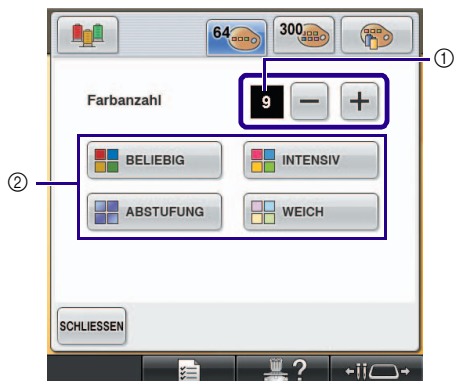 64 300
①
Farbanzahl 9 − +
②
BELIEBIG INTENSIV
ABSTUFUNG WEICH
SCHLIESSEN
?